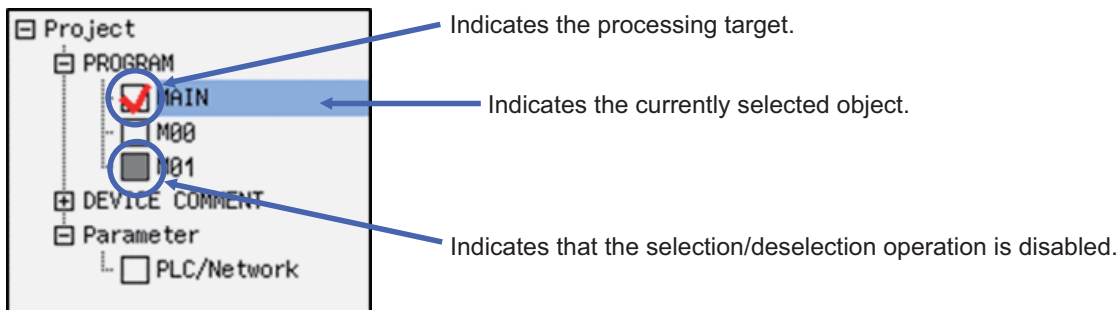 Project
PROGRAM
MAIN
M00
M01
DEVICE COMMENT
Parameter
PLC/Network
Indicates the processing target.
Indicates the currently selected object.
Indicates that the selection/deselection operation is disabled.